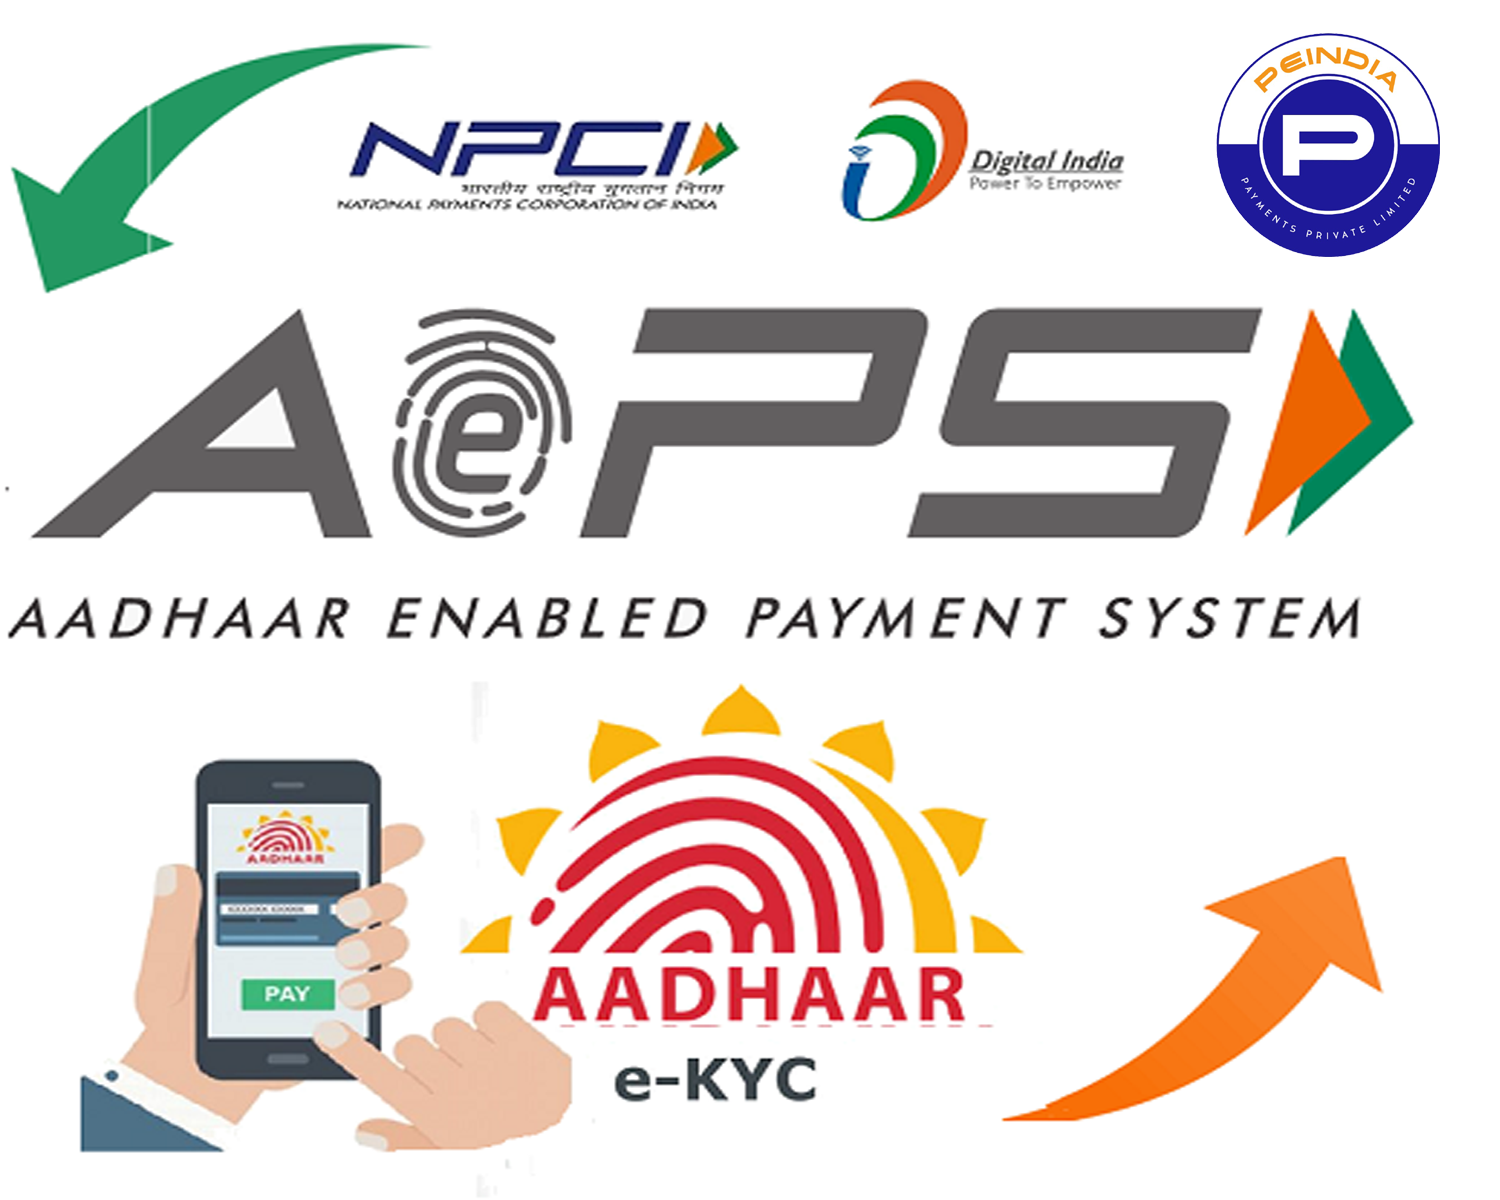 NPCI
भारतीय राष्ट्रीय भुगतान निगम
NATIONAL PAYMENTS CORPORATION OF INDIA
Digital India
Power To Empower
PEINDIA
P
PAYMENTS PRIVATE LIMITED
AePS
AADHAAR ENABLED PAYMENT SYSTEM
AADHAAR
PAY
AADHAAR
e-KYC